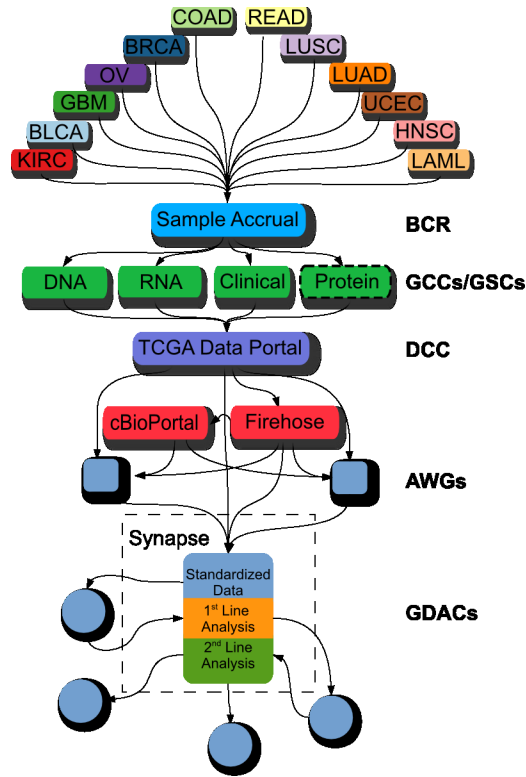 COAD READ
BRCA LUSC
OV LUAD
GBM UCEC
BLCA HNSC
KIRC LAML
Sample Accrual BCR
DNA RNA Clinical Protein GCCs/GSCs
TCGA Data Portal DCC
cBioPortal Firehose
AWGs
Synapse
Standardized
Data
1st Line
Analysis
GDACs
2nd Line
Analysis